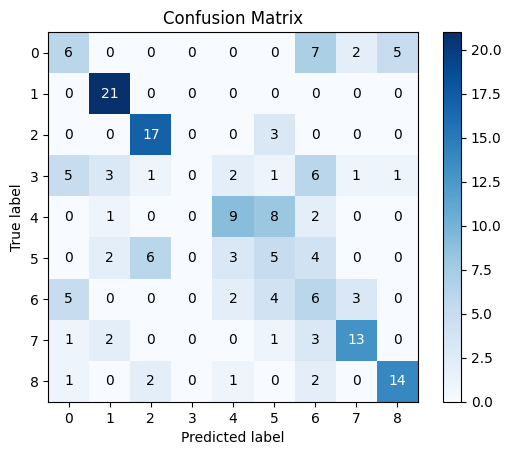 Confusion Matrix
0 6 0 0 0 0 0 7 2 5
1 0 21 0 0 0 0 0 0 0
2 0 0 17 0 0 3 0 0 0
3 5 3 1 0 2 1 6 1 1
4 0 1 0 0 9 8 2 0 0
5 0 2 6 0 3 5 4 0 0
6 5 0 0 0 2 4 6 3 0
7 1 2 0 0 0 1 3 13 0
8 1 0 2 0 1 0 2 0 14
0 1 2 3 4 5 6 7 8
True label
Predicted label
20.0
17.5
15.0
12.5
10.0
7.5
5.0
2.5
0.0